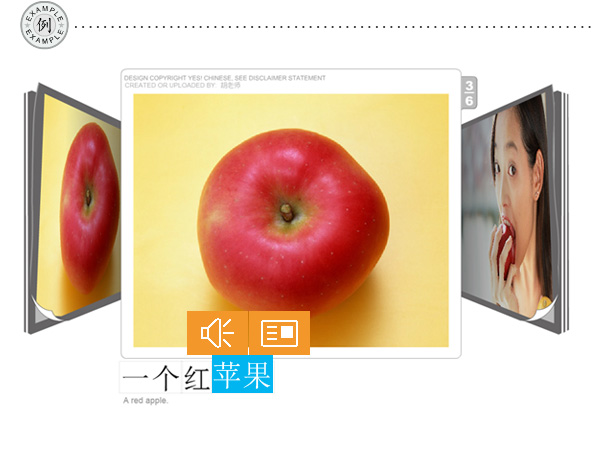 EXAMPLE
例
EXAMPLE
DESIGN COPYRIGHT YES! CHINESE, SEE DISCLAIMER STATEMENT
CREATED OR UPLOADED BY
3
6
一个红苹果
A red apple.